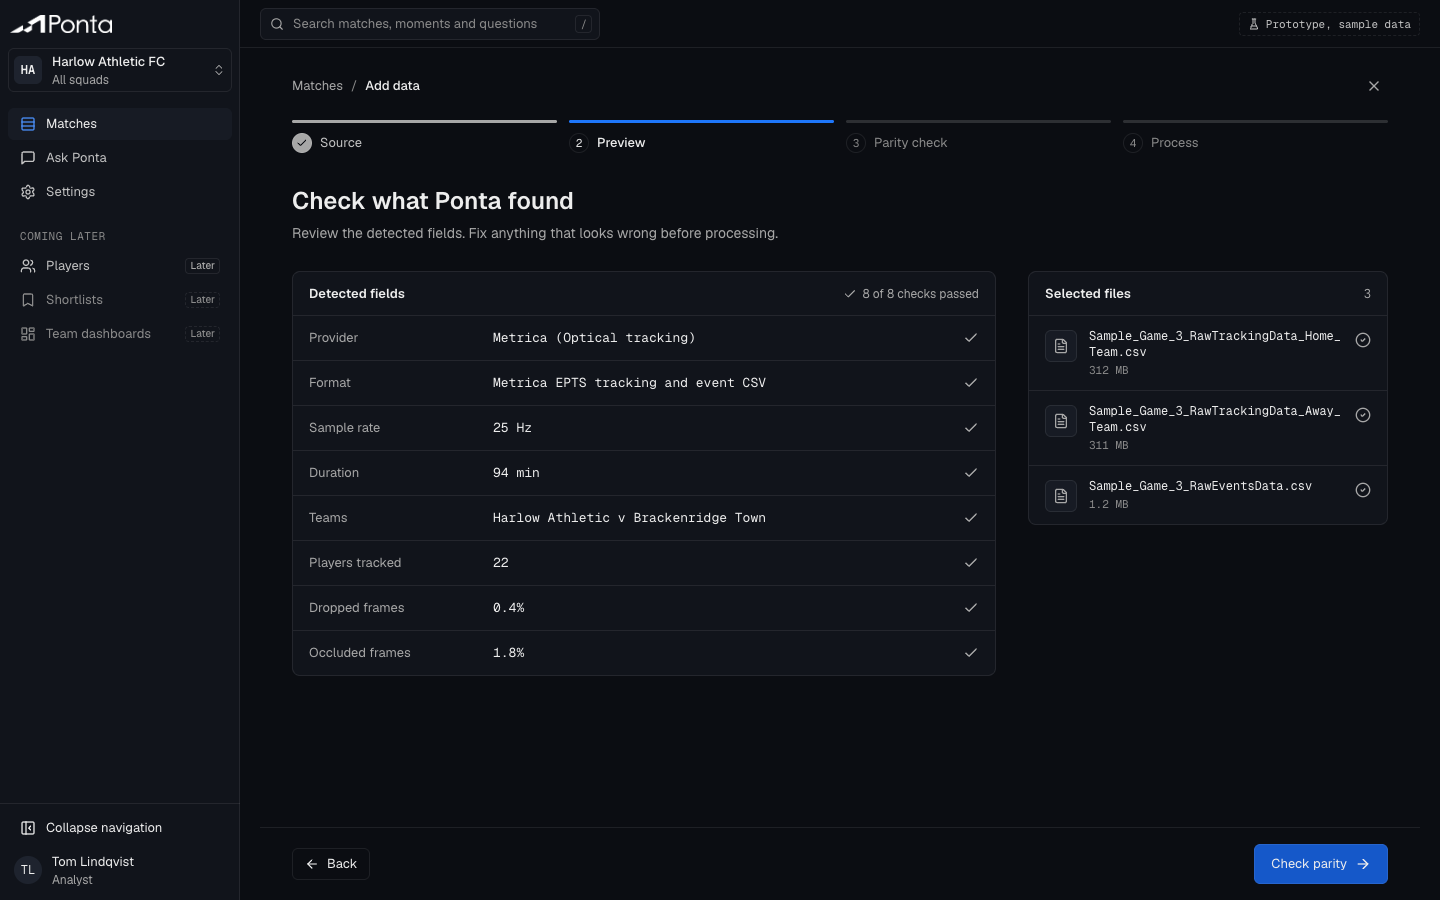 Ponta
Harlow Athletic FC
HA
All squads
Matches
Ask Ponta
Settings
COMING LATER
Players Later
Shortlists Later
Team dashboards Later
Collapse navigation
TL
Tom Lindqvist
Analyst
Search matches, moments and questions /
Prototype, sample data
Matches / Add data
Source
2 Preview
3 Parity check
4 Process
Check what Ponta found
Review the detected fields. Fix anything that looks wrong before processing.
Detected fields 8 of 8 checks passed
Provider Metrica (Optical tracking)
Format Metrica EPTS tracking and event CSV
Sample rate 25 Hz
Duration 94 min
Teams Harlow Athletic v Brackenridge Town
Players tracked 22
Dropped frames 0.4%
Occluded frames 1.8%
Selected files 3
Sample_Game_3_RawTrackingData_Home_
Team.csv
312 MB
Sample_Game_3_RawTrackingData_Away_
Team.csv
311 MB
Sample_Game_3_RawEventsData.csv
1.2 MB
Back
Check parity